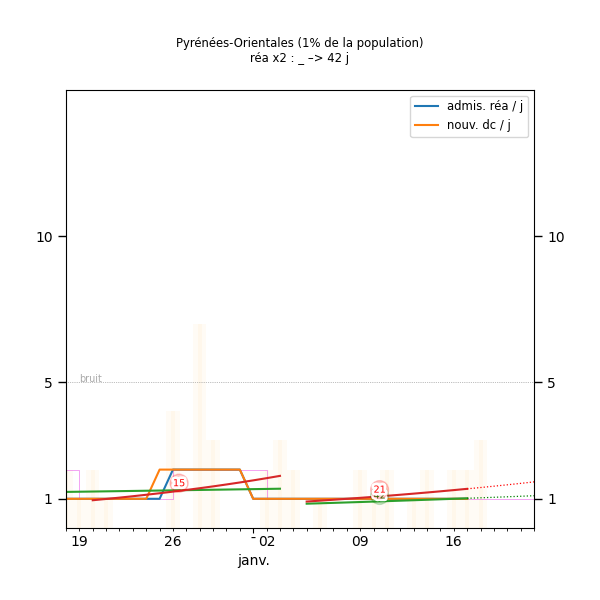 Pyrénées-Orientales (1% de la population)
réa x2 : _ –> 42 j
admis. réa / j
nouv. dc / j
10
10
bruit
5
5
15
21
42
1
1
19
26
02
09
16
janv.